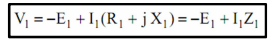 V₁ = −E₁ + I₁(R₁ + j X₁) = −E₁ + I₁Z₁